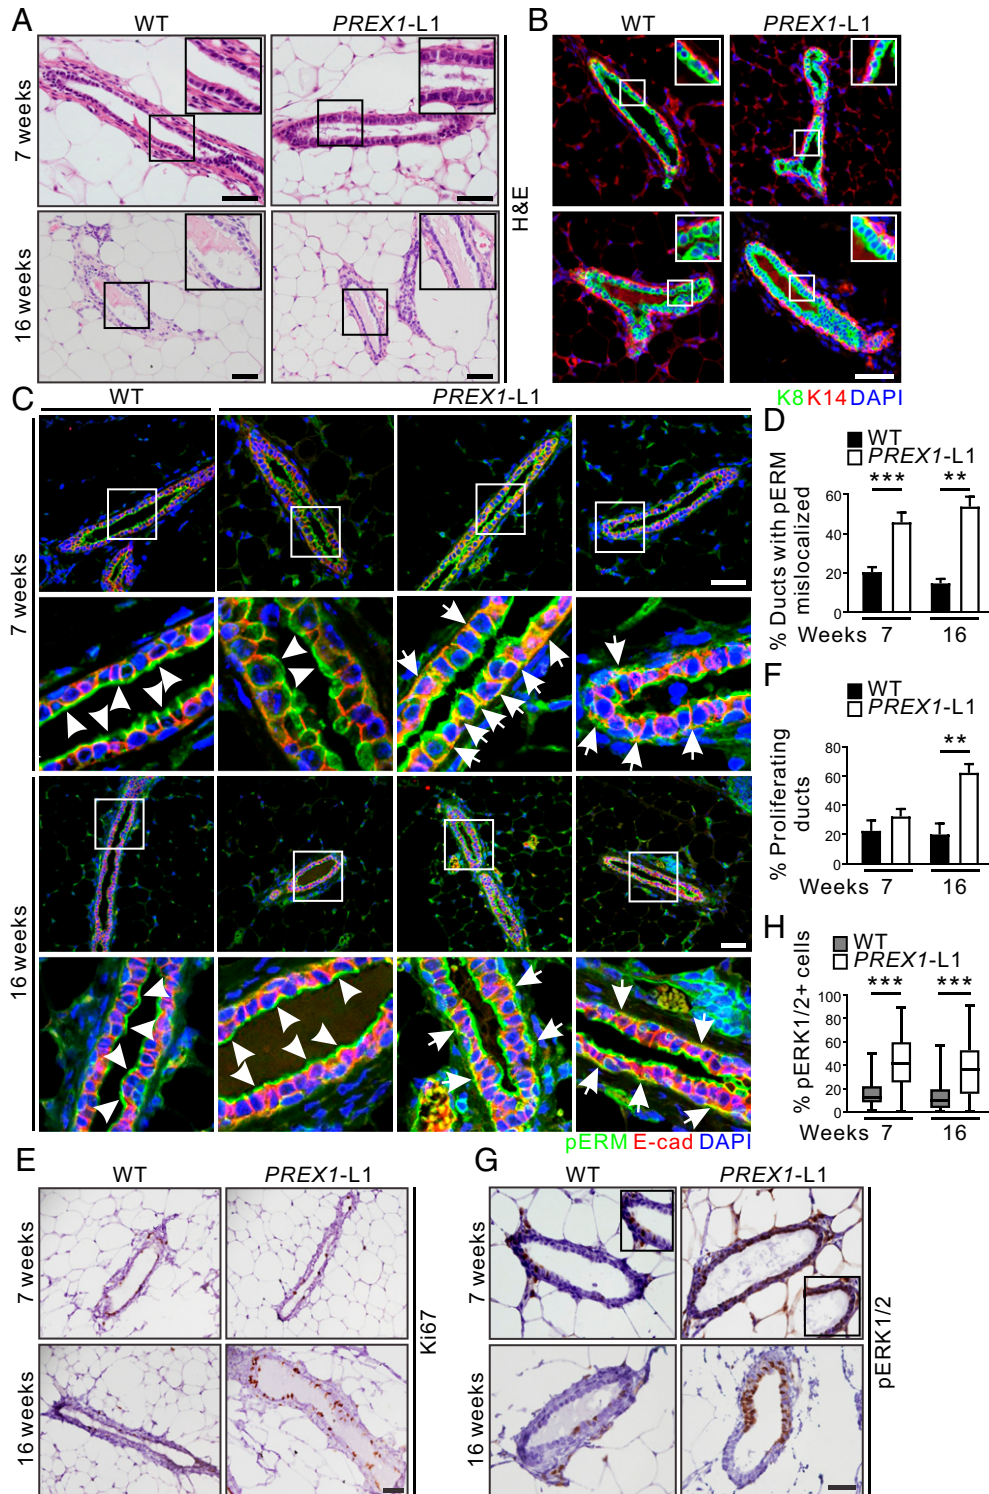 A
WT
PREX1-L1
7 weeks
16 weeks
H&E
B
WT
PREX1-L1
K8 K14 DAPI
C
WT
PREX1-L1
7 weeks
16 weeks
pERM E-cad DAPI
D
WT
PREX1-L1
*** **
% Ducts with pERM
mislocalized
60
40
20
0
Weeks 7 16
F
WT
PREX1-L1
**
% Proliferating
ducts
80
60
40
20
0
Weeks 7 16
H
WT
PREX1-L1
*** ***
% pERK1/2+ cells
100
80
60
40
20
0
Weeks 7 16
E
WT
PREX1-L1
7 weeks
16 weeks
Ki67
G
WT
PREX1-L1
7 weeks
16 weeks
pERK1/2